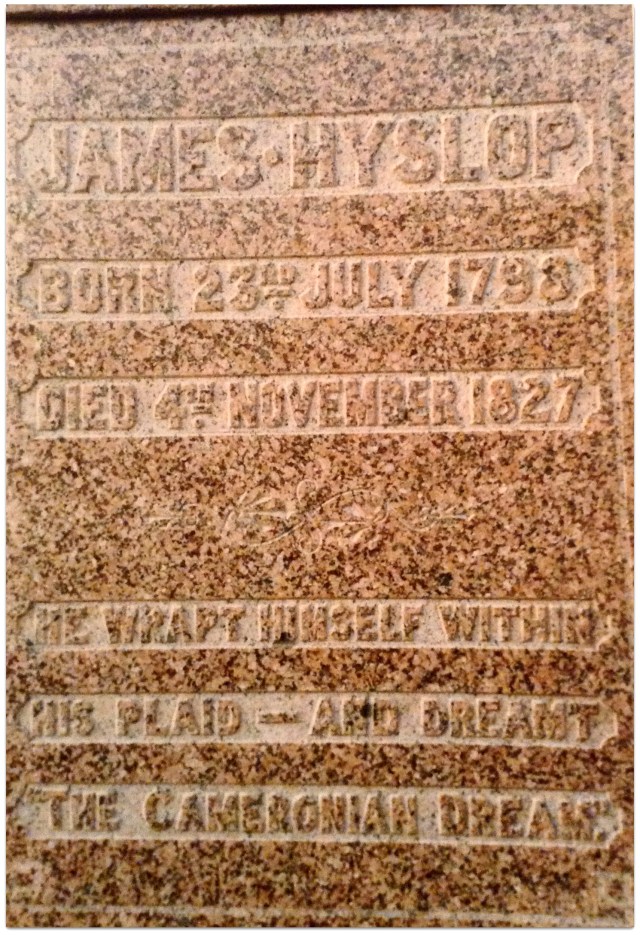 JAMES·HYSLOP
BORN 23RD JULY 1798
DIED 4TH NOVEMBER 1827
HE WRAPT HIMSELF WITHIN
HIS PLAID — AND DREAMT
"THE CAMERONIAN DREAM."